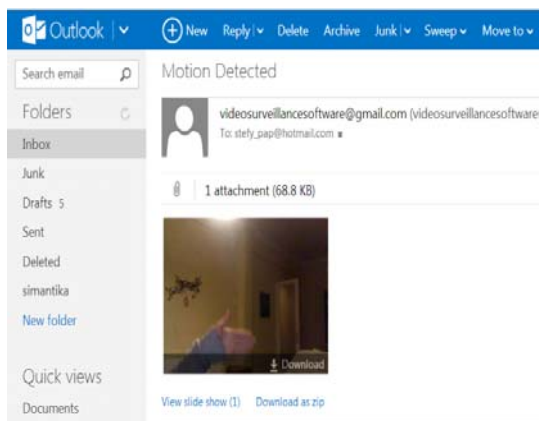 Outlook
New Reply Delete Archive Junk Sweep Move to
Search email
Folders
Inbox
Junk
Drafts 5
Sent
Deleted
simantika
New folder
Quick views
Documents
Motion Detected
videosurveillancesoftware@gmail.com (videosurveillancesoftware
To: stefy_pap@hotmail.com
1 attachment (68.8 KB)
Download
View slide show (1) Download as zip